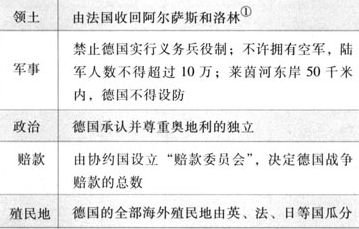 领土 由法国收回阿尔萨斯和洛林①
禁止德国实行义务兵役制；不许拥有空军，陆
军事 军人数不得超过 10 万；莱茵河东岸 50 千米
内，德国不得设防
政治 德国承认并尊重奥地利的独立
赔款 由协约国设立“赔款委员会”，决定德国战争
赔款的总数
殖民地 德国的全部海外殖民地由英、法、日等国瓜分